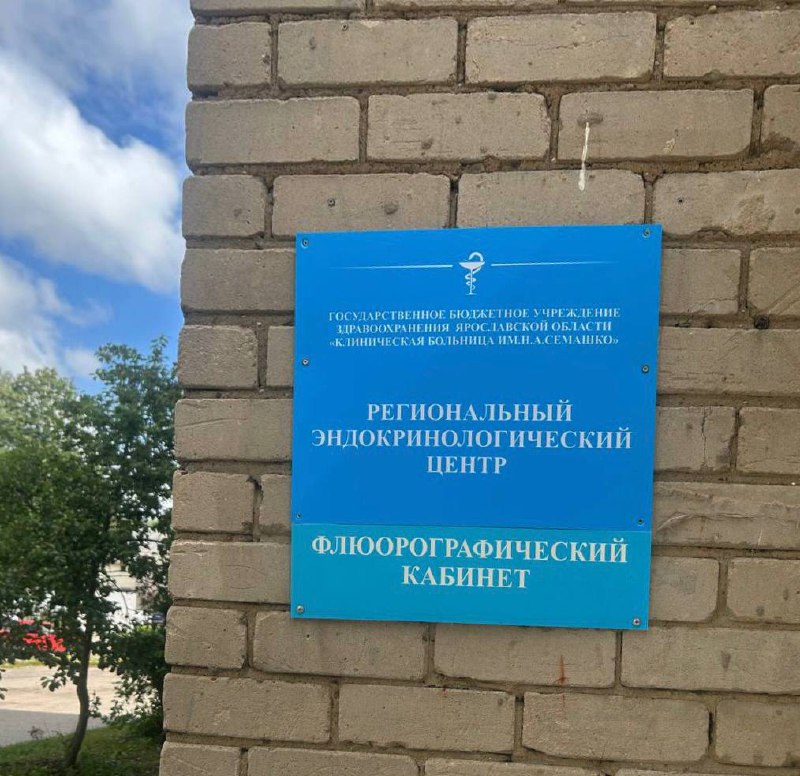 ГОСУДАРСТВЕННОЕ БЮДЖЕТНОЕ УЧРЕЖДЕНИЕ
ЗДРАВООХРАНЕНИЯ ЯРОСЛАВСКОЙ ОБЛАСТИ
«КЛИНИЧЕСКАЯ БОЛЬНИЦА ИМ.Н.А.СЕМАШКО»
РЕГИОНАЛЬНЫЙ
ЭНДОКРИНОЛОГИЧЕСКИЙ
ЦЕНТР
ФЛЮОРОГРАФИЧЕСКИЙ
КАБИНЕТ